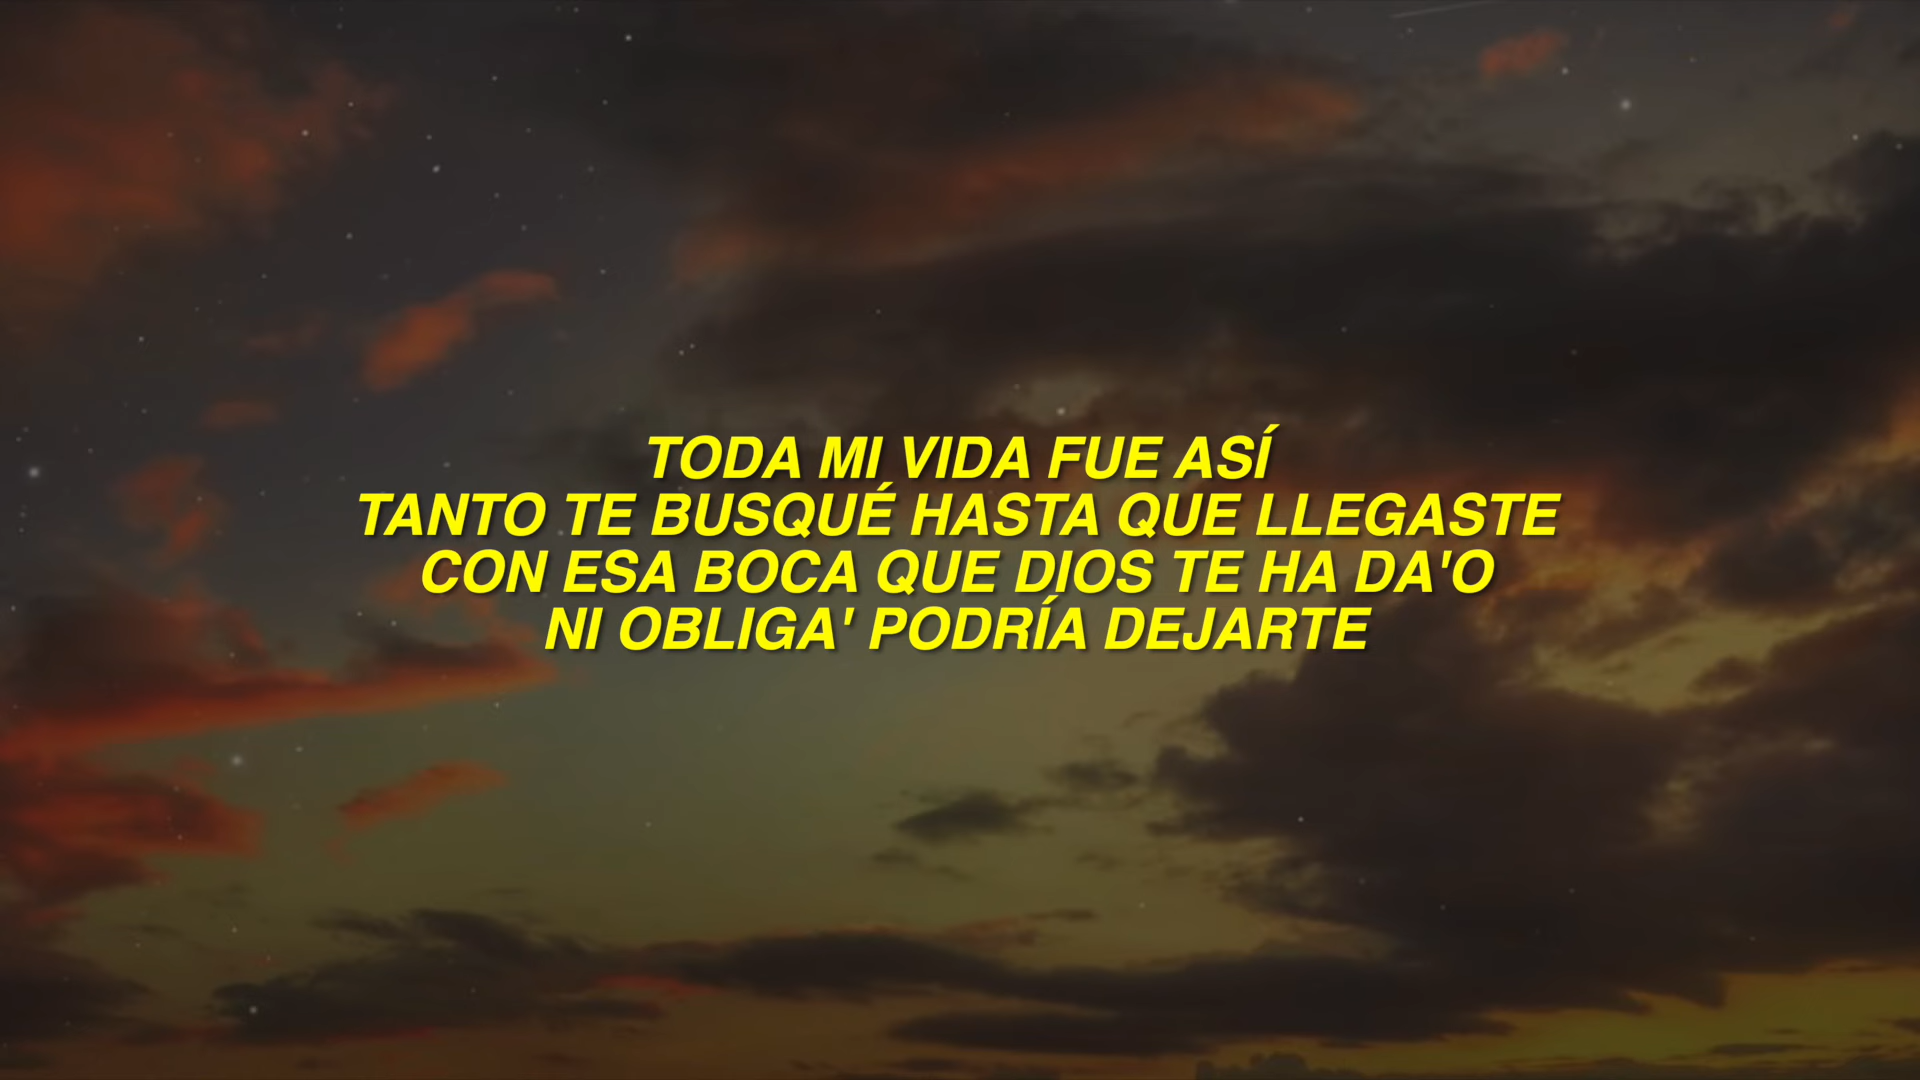 TODA MI VIDA FUE ASÍ
TANTO TE BUSQUÉ HASTA QUE LLEGASTE
CON ESA BOCA QUE DIOS TE HA DA'O
NI OBLIGA' PODRÍA DEJARTE